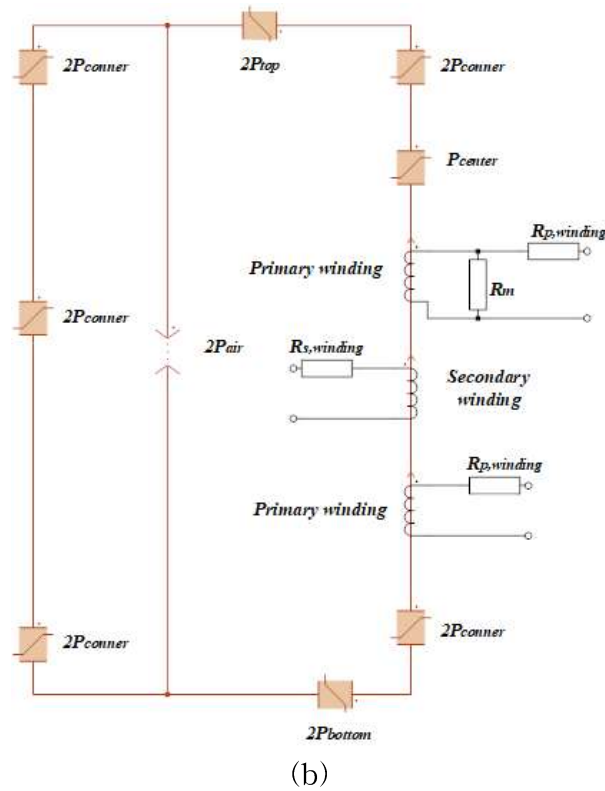 2Pconner
2Ptop
2Pconner
Pcenter
Rp,winding
Primary winding
Rm
2Pconner
2Pair
Rs,winding
Secondary
winding
Rp,winding
Primary winding
2Pconner
2Pconner
2Pbottom
(b)